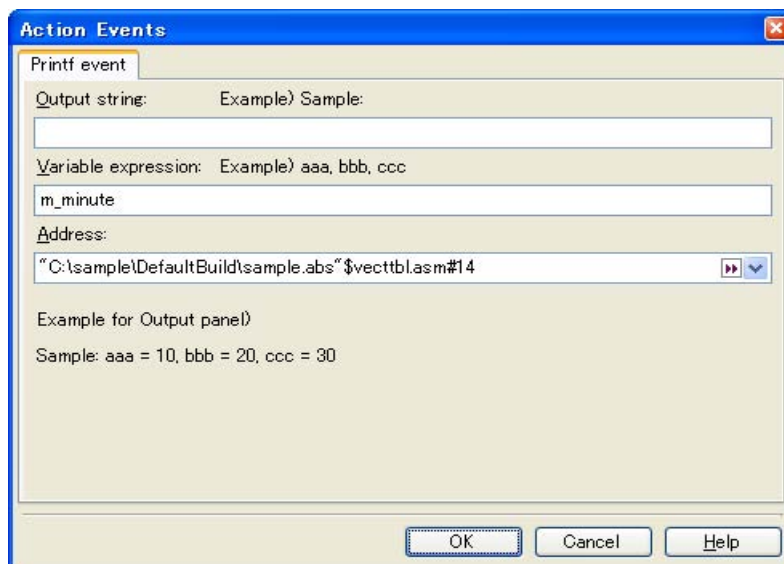 Action Events
Printf event
Output string: Example) Sample:
Variable expression: Example) aaa, bbb, ccc
m_minute
Address:
"C:\sample\DefaultBuild\sample.abs"$vecttbl.asm#14
Example for Output panel)
Sample: aaa = 10, bbb = 20, ccc = 30
OK Cancel Help